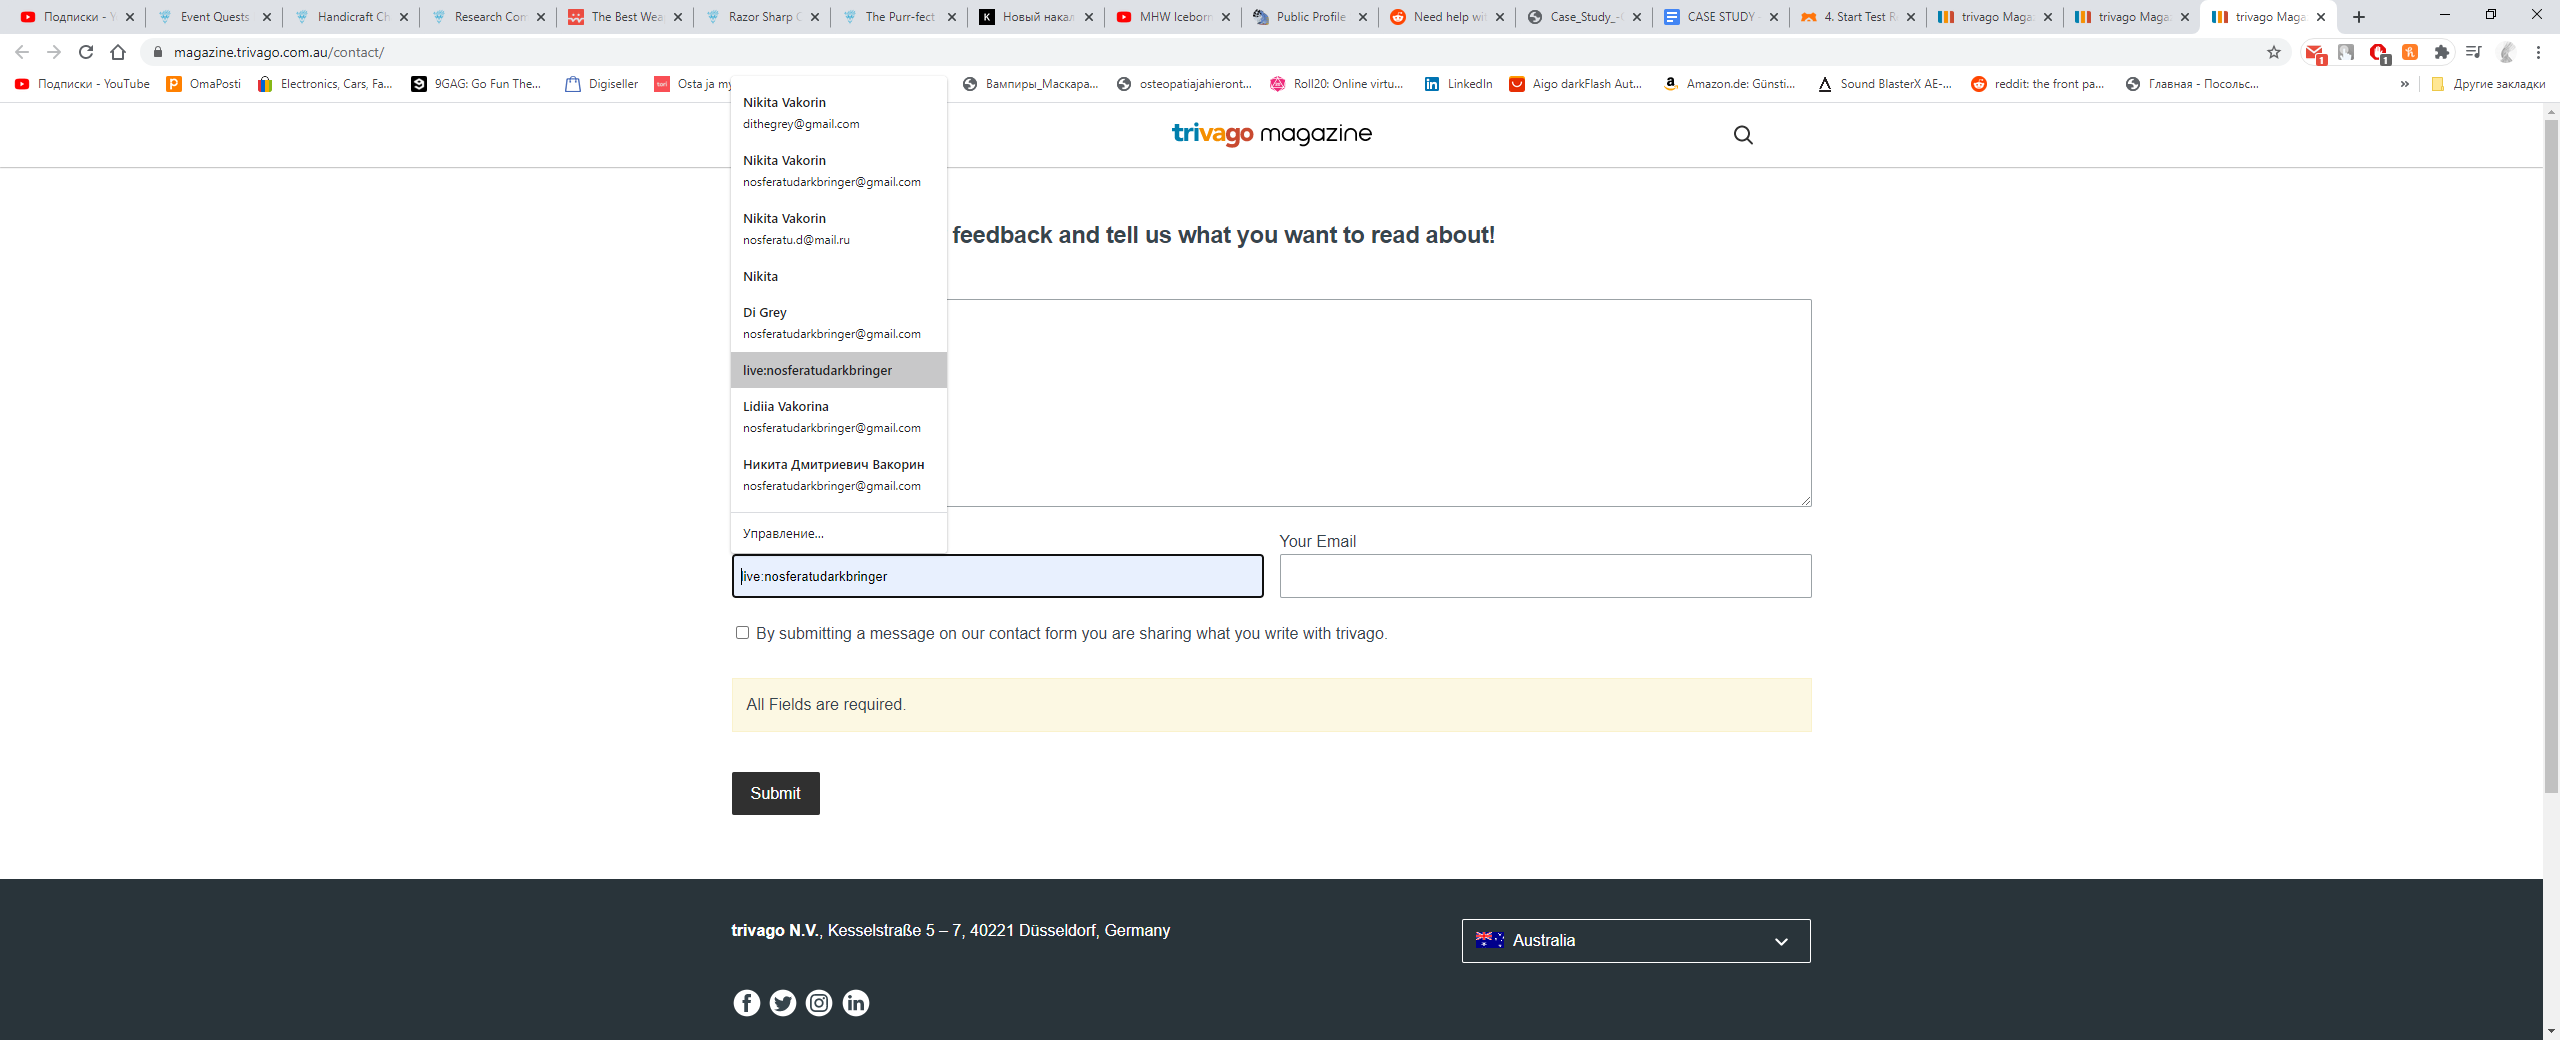 Подписки - Y
Event Quests
Handicraft Ch
Research Com
The Best Wea
Razor Sharp
The Purr-fect
Новый накал
MHW Iceborn
Public Profile
Need help wit
Case_Study_-
CASE STUDY
4. Start Test R
trivago Maga
trivago Maga
trivago Maga
magazine.trivago.com.au/contact/
1
1
Подписки - YouTube
OmaPosti
Electronics, Cars, Fa...
9GAG: Go Fun The...
Digiseller
Osta ja my
Вампиры_Маскара...
osteopatiajahieront...
Roll20: Online virtu...
LinkedIn
Aigo darkFlash Aut...
Amazon.de: Günsti...
Sound BlasterX AE-...
reddit: the front pa...
Главная - Посольс...
»
Другие закладки
trivago magazine
Nikita Vakorin
dithegrey@gmail.com
Nikita Vakorin
nosferatudarkbringer@gmail.com
Nikita Vakorin
nosferatu.d@mail.ru
Nikita
Di Grey
nosferatudarkbringer@gmail.com
live:nosferatudarkbringer
Lidiia Vakorina
nosferatudarkbringer@gmail.com
Никита Дмитриевич Вакорин
nosferatudarkbringer@gmail.com
Управление...
feedback and tell us what you want to read about!
Your Email
live:nosferatudarkbringer
By submitting a message on our contact form you are sharing what you write with trivago.
All Fields are required.
Submit
trivago N.V., Kesselstraße 5 – 7, 40221 Düsseldorf, Germany
Australia